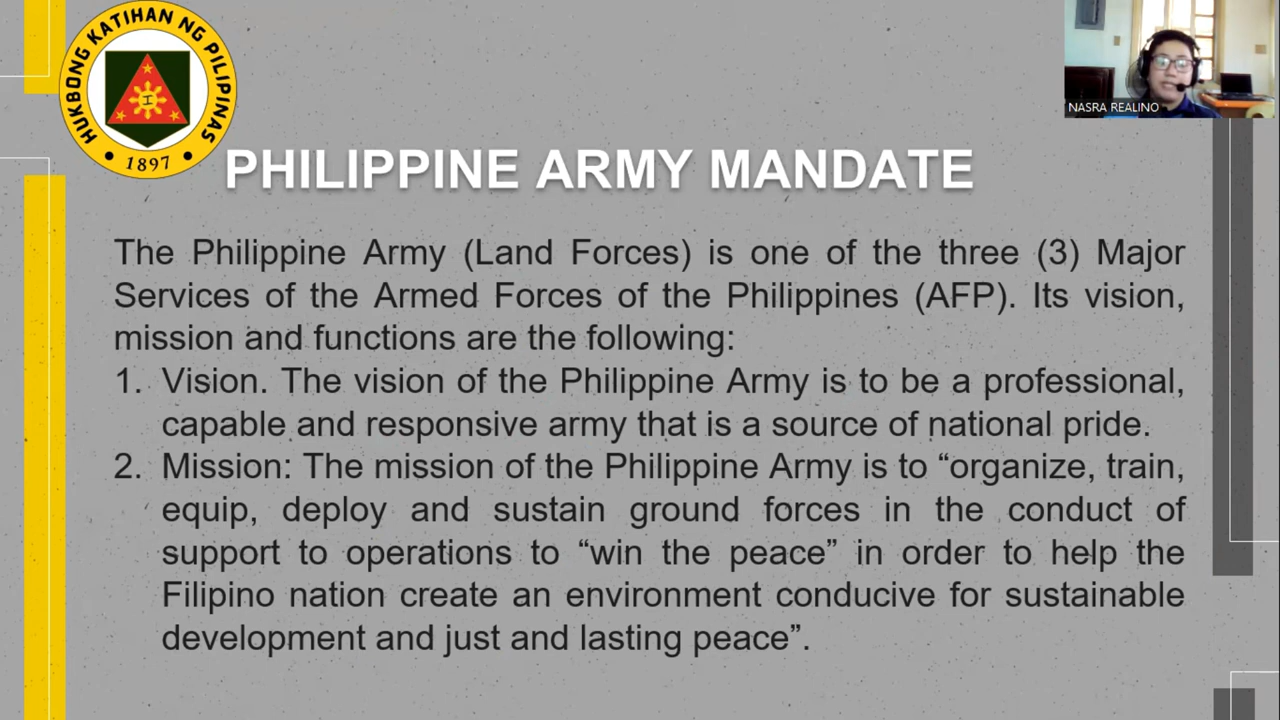 HUKBONG KATIHAN NG PILIPINAS
1897
NASRA REALINO
PHILIPPINE ARMY MANDATE
The Philippine Army (Land Forces) is one of the three (3) Major
Services of the Armed Forces of the Philippines (AFP). Its vision,
mission and functions are the following:
1. Vision. The vision of the Philippine Army is to be a professional,
capable and responsive army that is a source of national pride.
2. Mission: The mission of the Philippine Army is to “organize, train,
equip, deploy and sustain ground forces in the conduct of
support to operations to “win the peace” in order to help the
Filipino nation create an environment conducive for sustainable
development and just and lasting peace”.